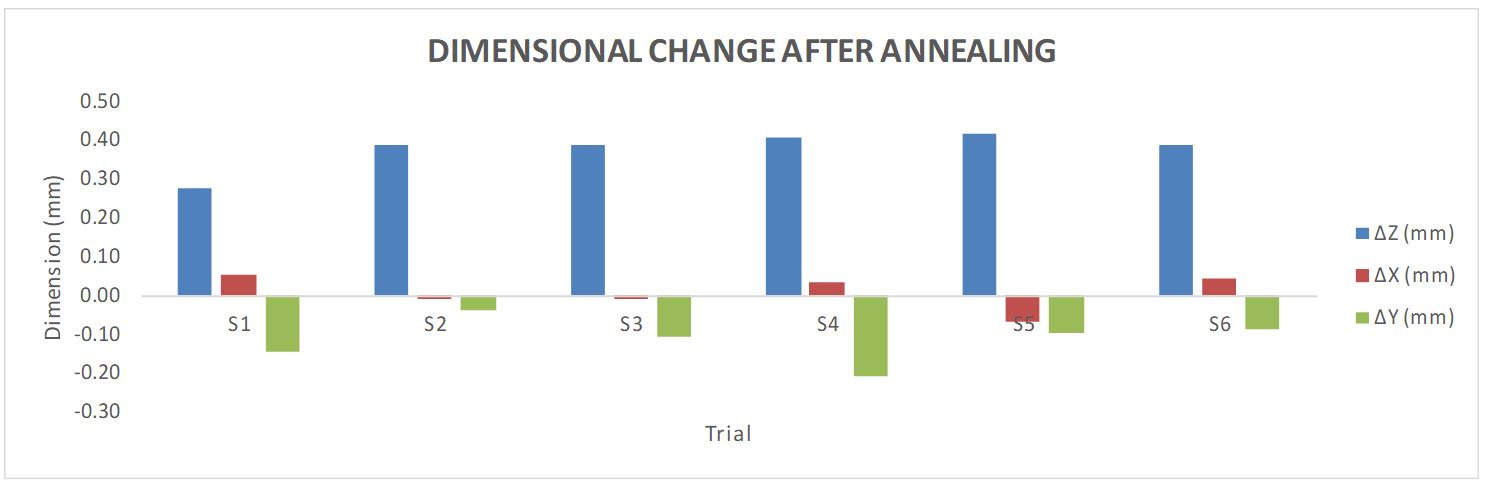 DIMENSIONAL CHANGE AFTER ANNEALING
0.50
0.40
0.30
0.20
0.10
0.00
-0.10
-0.20
-0.30
Dimension (mm)
S1 S2 S3 S4 S5 S6
Trial
ΔZ (mm)
ΔX (mm)
ΔY (mm)